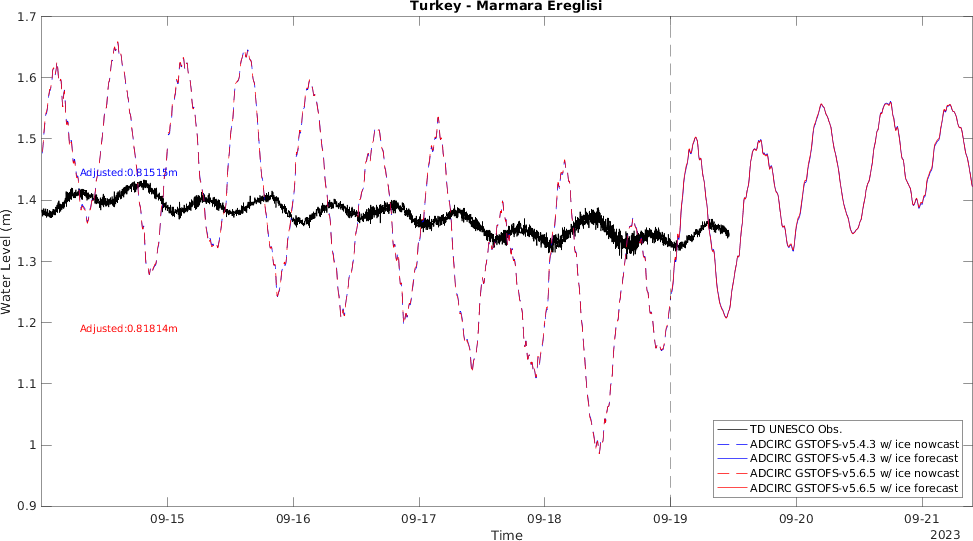 Turkey - Marmara Ereglisi
1.7
1.6
1.5
1.4
1.3
1.2
1.1
1
0.9
Water Level (m)
Adjusted:0.81515m
Adjusted:0.81814m
TD UNESCO Obs.
ADCIRC GSTOFS-v5.4.3 w/ ice nowcast
ADCIRC GSTOFS-v5.4.3 w/ ice forecast
ADCIRC GSTOFS-v5.6.5 w/ ice nowcast
ADCIRC GSTOFS-v5.6.5 w/ ice forecast
09-15 09-16 09-17 09-18 09-19 09-20 09-21
Time
2023